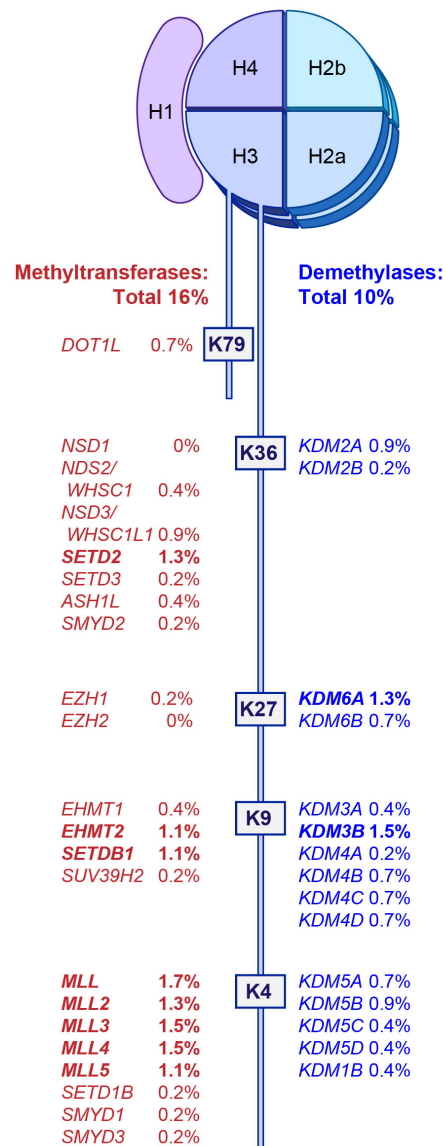 H4
H2b
H1
H3
H2a
Methyltransferases:
Total 16%
Demethylases:
Total 10%
DOT1L 0.7%
K79
NSD1 0%
NDS2/
WHSC1 0.4%
NSD3/
WHSC1L1 0.9%
SETD2 1.3%
SETD3 0.2%
ASH1L 0.4%
SMYD2 0.2%
K36
KDM2A 0.9%
KDM2B 0.2%
EZH1 0.2%
EZH2 0%
K27
KDM6A 1.3%
KDM6B 0.7%
EHMT1 0.4%
EHMT2 1.1%
SETDB1 1.1%
SUV39H2 0.2%
K9
KDM3A 0.4%
KDM3B 1.5%
KDM4A 0.2%
KDM4B 0.7%
KDM4C 0.7%
KDM4D 0.7%
MLL 1.7%
MLL2 1.3%
MLL3 1.5%
MLL4 1.5%
MLL5 1.1%
SETD1B 0.2%
SMYD1 0.2%
SMYD3 0.2%
K4
KDM5A 0.7%
KDM5B 0.9%
KDM5C 0.4%
KDM5D 0.4%
KDM1B 0.4%